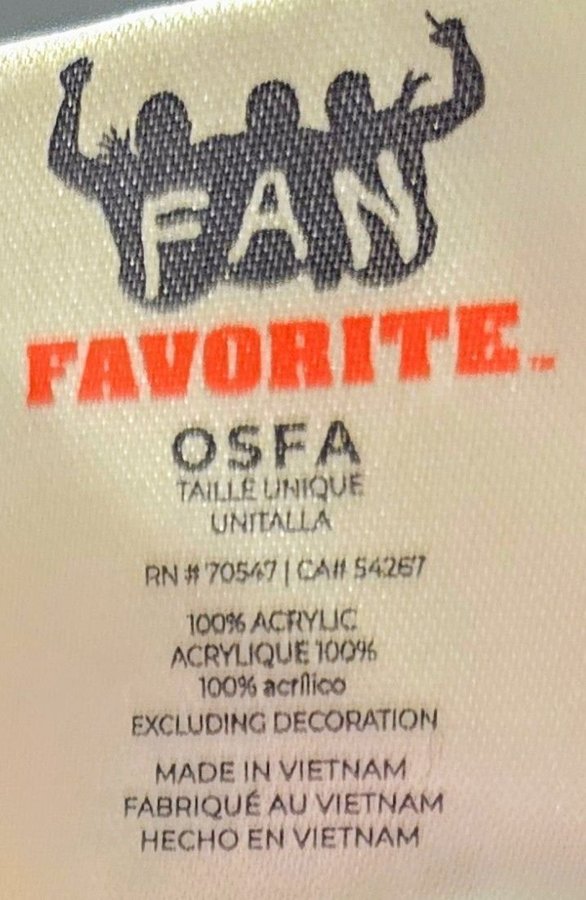 FAN
FAVORITE™
OSFA
TAILLE UNIQUE
UNITALLA
RN # 70547 | CA# 54267
100% ACRYLIC
ACRYLIQUE 100%
100% acrílico
EXCLUDING DECORATION
MADE IN VIETNAM
FABRIQUÉ AU VIETNAM
HECHO EN VIETNAM